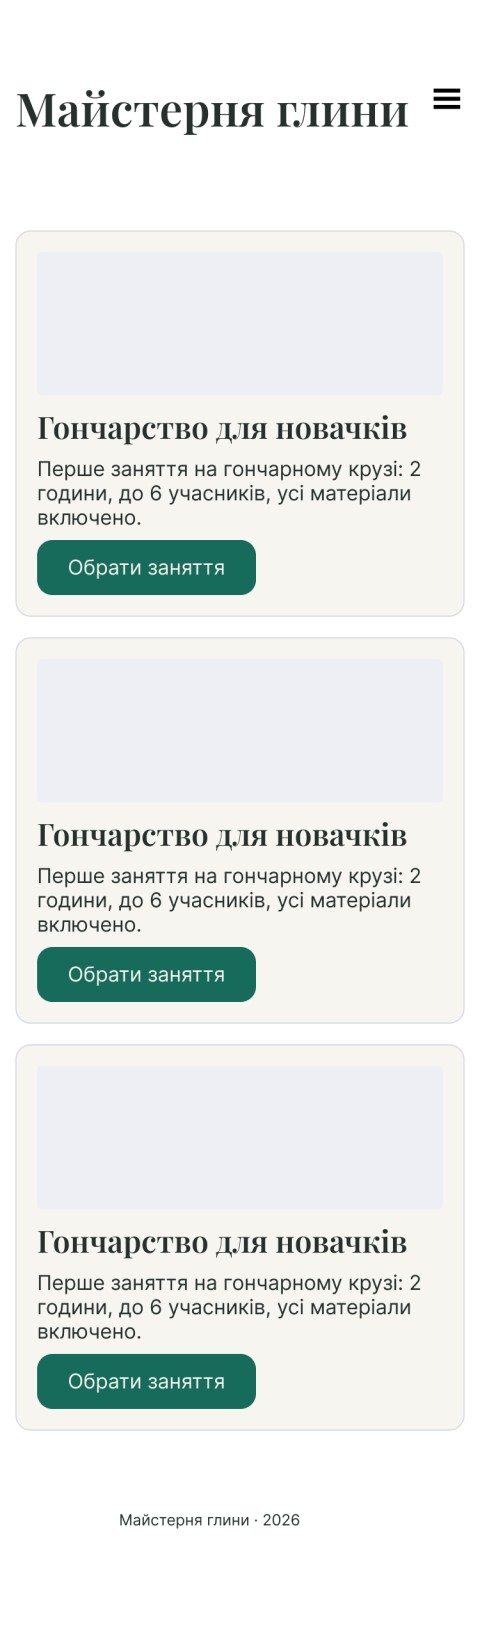 Майстерня глини
Гончарство для новачків
Перше заняття на гончарному крузі: 2
години, до 6 учасників, усі матеріали
включено.
Обрати заняття
Гончарство для новачків
Перше заняття на гончарному крузі: 2
години, до 6 учасників, усі матеріали
включено.
Обрати заняття
Гончарство для новачків
Перше заняття на гончарному крузі: 2
години, до 6 учасників, усі матеріали
включено.
Обрати заняття
Майстерня глини · 2026